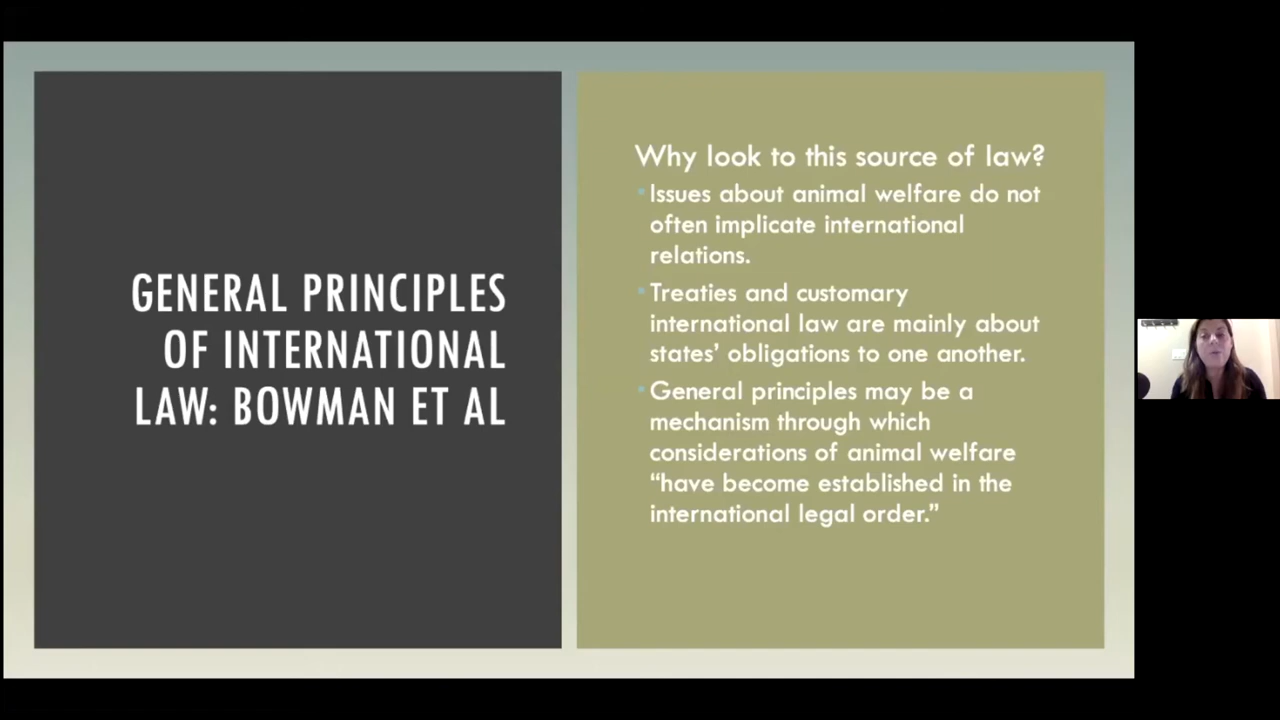 GENERAL PRINCIPLES
OF INTERNATIONAL
LAW: BOWMAN ET AL
Why look to this source of law?
Issues about animal welfare do not
often implicate international
relations.
Treaties and customary
international law are mainly about
states’ obligations to one another.
General principles may be a
mechanism through which
considerations of animal welfare
“have become established in the
international legal order.”